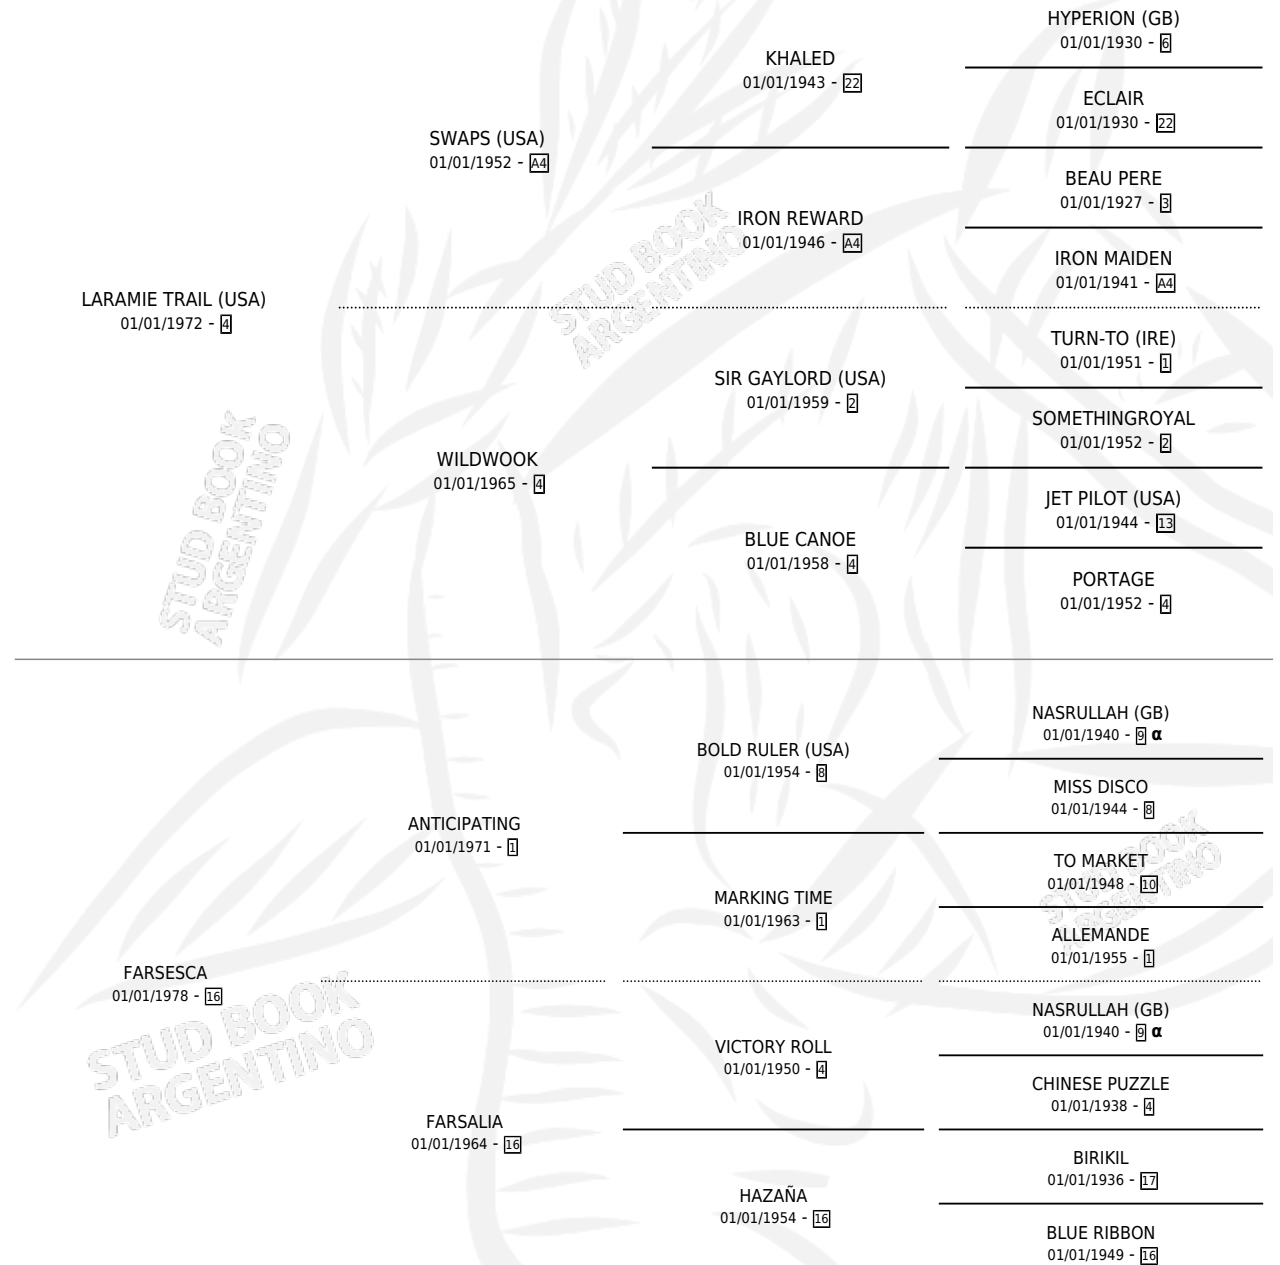 HYPERION (GB)
01/01/1930 - 6
KHALED
01/01/1943 - 22
ECLAIR
01/01/1930 - 22
SWAPS (USA)
01/01/1952 - A4
BEAU PERE
01/01/1927 - 3
IRON REWARD
01/01/1946 - A4
IRON MAIDEN
01/01/1941 - A4
LARAMIE TRAIL (USA)
01/01/1972 - 4
TURN-TO (IRE)
01/01/1951 - 1
SIR GAYLORD (USA)
01/01/1959 - 2
SOMETHINGROYAL
01/01/1952 - 2
WILDWOOK
01/01/1965 - 4
JET PILOT (USA)
01/01/1944 - 13
BLUE CANOE
01/01/1958 - 4
PORTAGE
01/01/1952 - 4
NASRULLAH (GB)
01/01/1940 - 9 α
BOLD RULER (USA)
01/01/1954 - 8
MISS DISCO
01/01/1944 - 8
ANTICIPATING
01/01/1971 - 1
TO MARKET
01/01/1948 - 10
MARKING TIME
01/01/1963 - 1
ALLEMANDE
01/01/1955 - 1
FARSESCA
01/01/1978 - 16
NASRULLAH (GB)
01/01/1940 - 9 α
VICTORY ROLL
01/01/1950 - 4
CHINESE PUZZLE
01/01/1938 - 4
FARSALIA
01/01/1964 - 16
BIRIKIL
01/01/1936 - 17
HAZAÑA
01/01/1954 - 16
BLUE RIBBON
01/01/1949 - 16
STUD BOOK
ARGENTINO
STUD BOOK
ARGENTINO
STUD BOOK
ARGENTINO
STUD BOOK
ARGENTINO